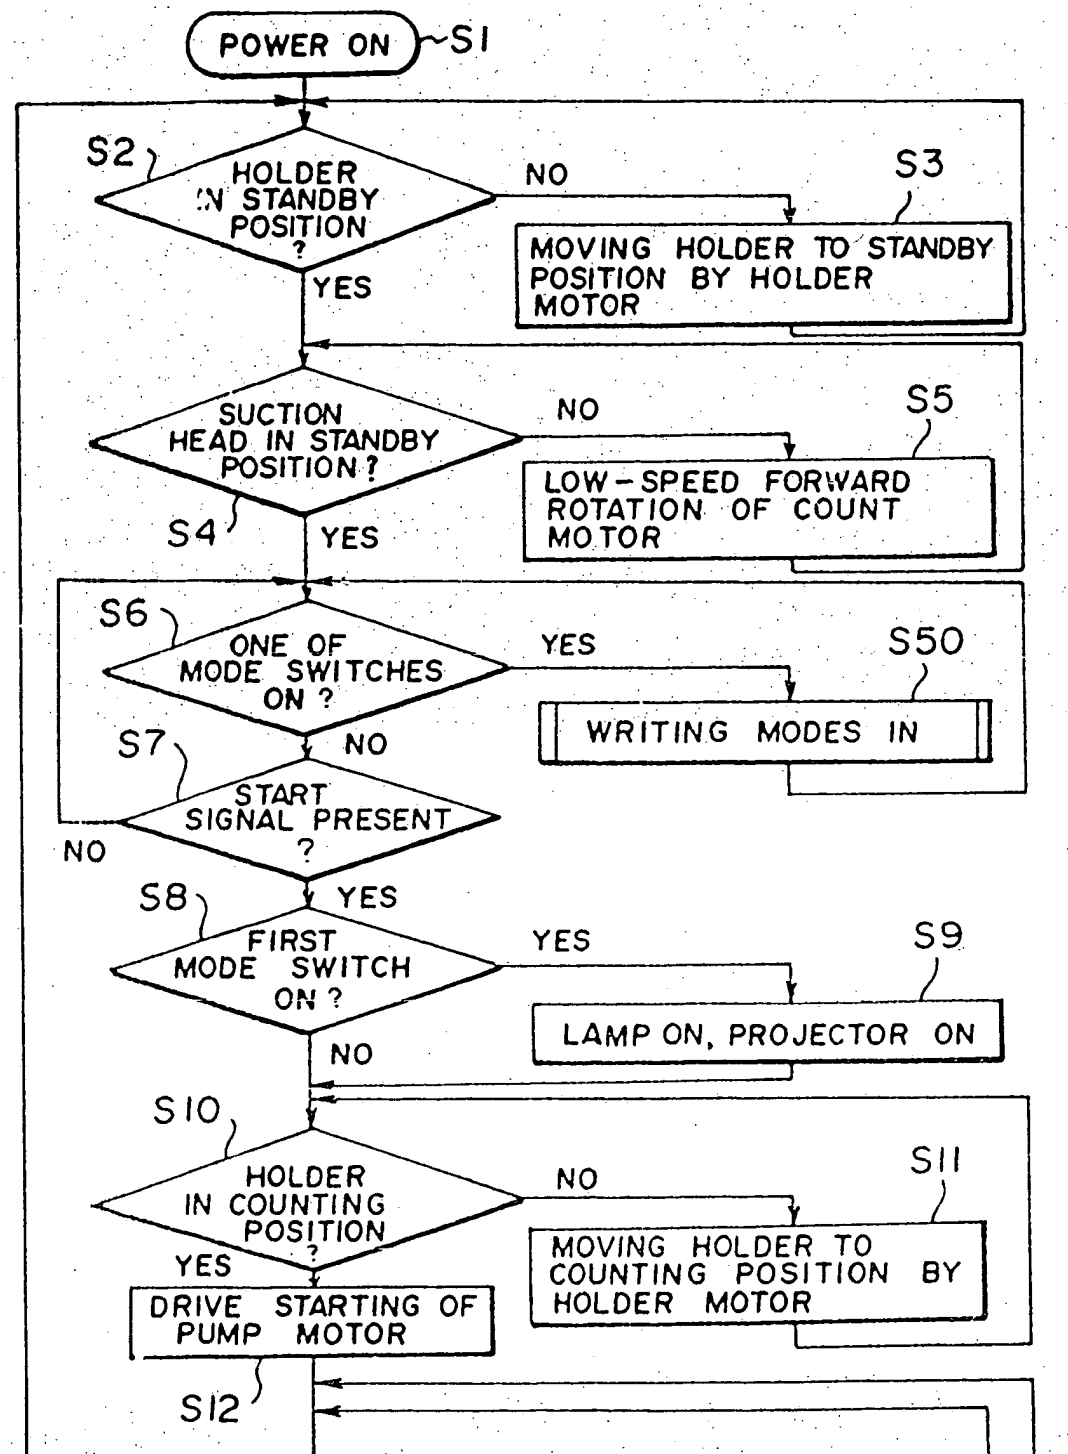 POWER ON
S1
S2
HOLDER
IN STANDBY
POSITION
?
NO
S3
MOVING HOLDER TO STANDBY
POSITION BY HOLDER
MOTOR
YES
SUCTION
HEAD IN STANDBY
POSITION?
S4
NO
S5
LOW-SPEED FORWARD
ROTATION OF COUNT
MOTOR
YES
S6
ONE OF
MODE SWITCHES
ON ?
YES
S50
WRITING MODES IN
NO
S7
START
SIGNAL PRESENT
?
NO
YES
S8
FIRST
MODE SWITCH
ON ?
YES
S9
LAMP ON, PROJECTOR ON
NO
S10
HOLDER
IN COUNTING
POSITION
?
NO
S11
MOVING HOLDER TO
COUNTING POSITION BY
HOLDER MOTOR
YES
DRIVE STARTING OF
PUMP MOTOR
S12